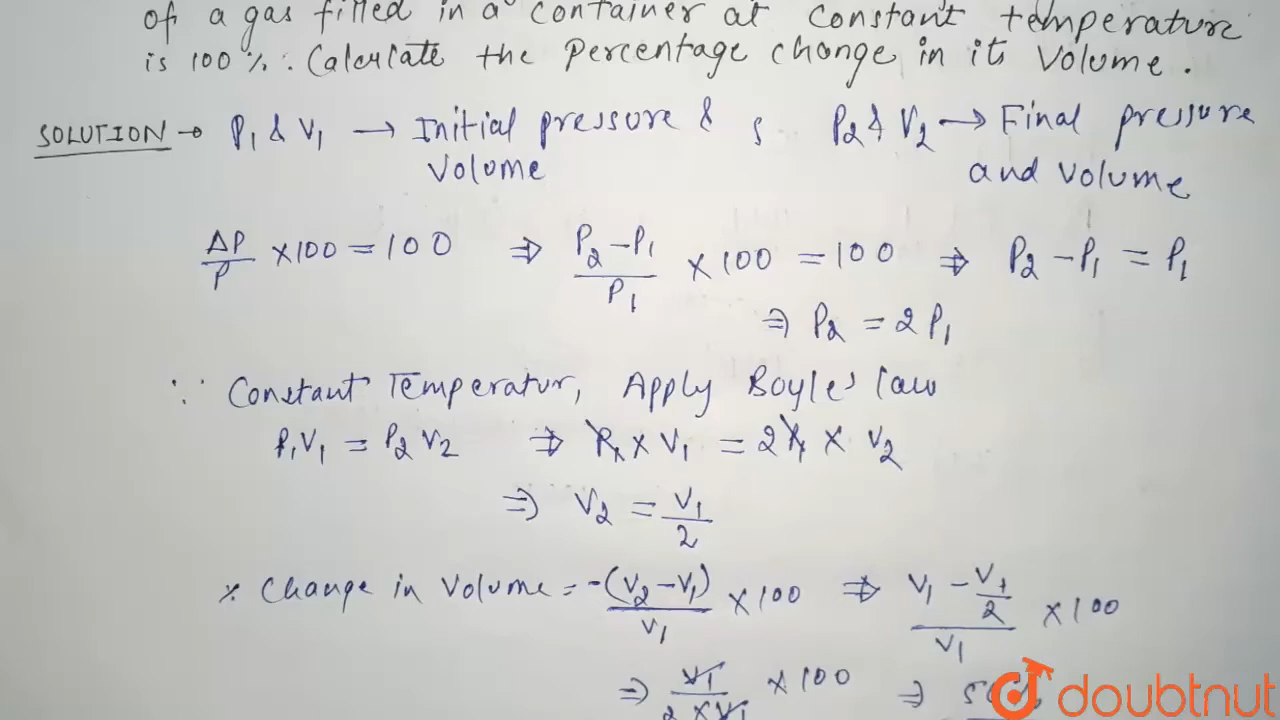 of a gas filled in a container at constant temperature
is 100 %. Calculate the Percentage change in its Volume.
SOLUTION → P₁ & V₁ → Initial pressure & Volume
; P₂ & V₂ → Final pressure and volume
ΔP/P × 100 = 100 ⇒ (P₂ - P₁)/P₁ × 100 = 100 ⇒ P₂ - P₁ = P₁
⇒ P₂ = 2 P₁
∵ Constant Temperatur, Apply Boyle's law
P₁V₁ = P₂V₂ ⇒ P₁ × V₁ = 2P₁ × V₂
⇒ V₂ = V₁/2
% Change in Volume = -(V₂ - V₁)/V₁ × 100 ⇒ (V₁ - V₁/2)/V₁ × 100
⇒ V₁/(2 × V₁) × 100 ⇒
doubtnut